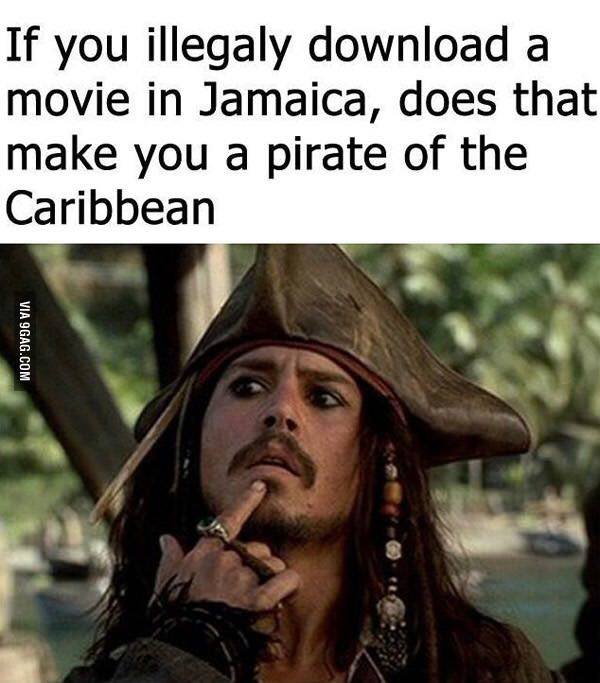 If you illegaly download a
movie in Jamaica, does that
make you a pirate of the
Caribbean
VIA 9GAG.COM